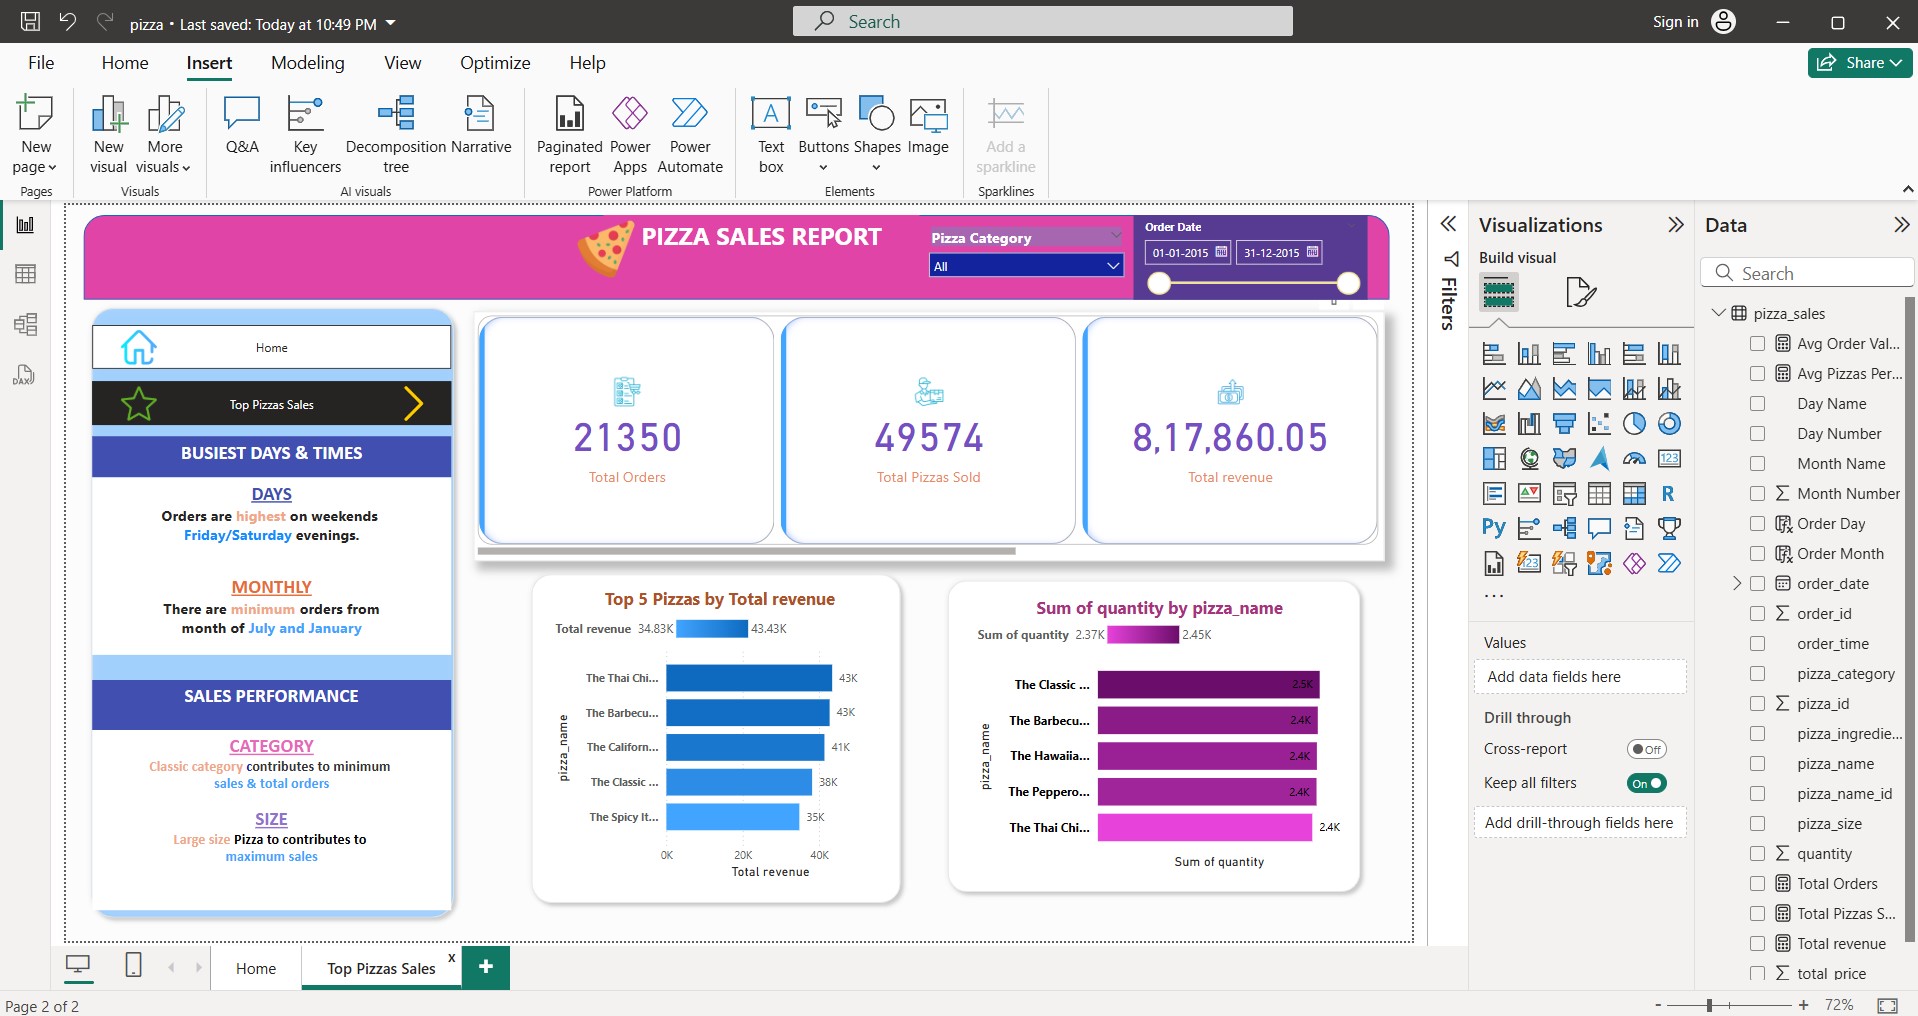 pizza • Last saved: Today at 10:49 PM
Search
Sign in
File Home Insert Modeling View Optimize Help
Share
New page
New visual
More visuals
Q&A
Key influencers
Decomposition tree
Narrative
Paginated report
Power Apps
Power Automate
Text box
Buttons
Shapes
Image
Add a sparkline
Pages
Visuals
AI visuals
Power Platform
Elements
Sparklines
PIZZA SALES REPORT
Pizza Category
All
Order Date
01-01-2015
31-12-2015
Home
Top Pizzas Sales
BUSIEST DAYS & TIMES
DAYS
Orders are highest on weekends
Friday/Saturday evenings.
MONTHLY
There are minimum orders from
month of July and January
SALES PERFORMANCE
CATEGORY
Classic category contributes to minimum
sales & total orders
SIZE
Large size Pizza to contributes to
maximum sales
21350
Total Orders
49574
Total Pizzas Sold
8,17,860.05
Total revenue
Top 5 Pizzas by Total revenue
Total revenue 34.83K 43.43K
pizza_name
The Thai Chi... 43K
The Barbecu... 43K
The Californ... 41K
The Classic ... 38K
The Spicy It... 35K
0K 20K 40K
Total revenue
Sum of quantity by pizza_name
Sum of quantity 2.37K 2.45K
pizza_name
The Classic ... 2.5K
The Barbecu... 2.4K
The Hawaiia... 2.4K
The Peppero... 2.4K
The Thai Chi... 2.4K
Sum of quantity
Filters
Visualizations
Build visual
123
R
Py
123
...
Values
Add data fields here
Drill through
Cross-report Off
Keep all filters On
Add drill-through fields here
Data
Search
pizza_sales
Avg Order Val...
Avg Pizzas Per...
Day Name
Day Number
Month Name
Month Number
Order Day
Order Month
order_date
order_id
order_time
pizza_category
pizza_id
pizza_ingredie...
pizza_name
pizza_name_id
pizza_size
quantity
Total Orders
Total Pizzas S...
Total revenue
total_price
DAX
Home
Top Pizzas Sales x
+
Page 2 of 2
- + 72%